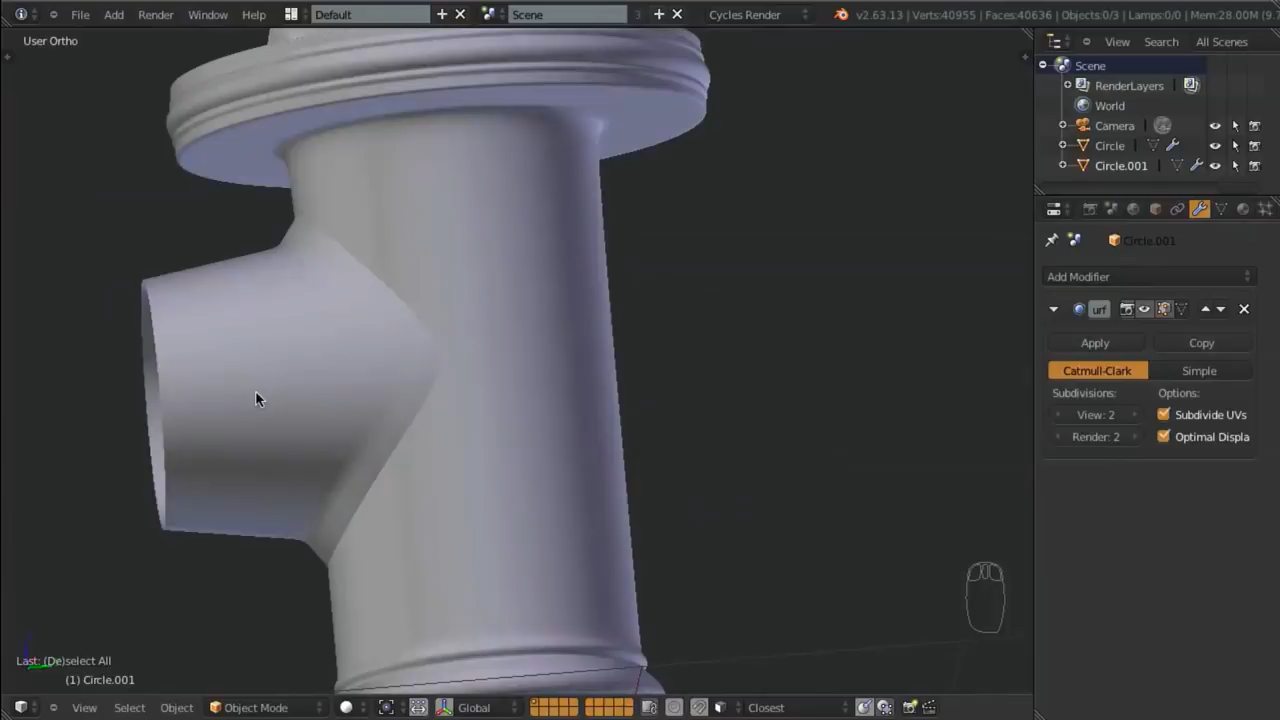 File Add Render Window Help Default Scene 3 Cycles Render v2.63.13 | Verts:40955 | Faces:40636 | Objects:0/3 | Lamps:0/0 | Mem:28.00M (9.
User Ortho
View Search All Scenes
Scene
RenderLayers
World
Camera
Circle
Circle.001
Circle.001
Add Modifier
urf
Apply Copy
Catmull-Clark Simple
Subdivisions: Options:
View: 2 Subdivide UVs
Render: 2 Optimal Displa
Last: (De)select All
(1) Circle.001
View Select Object Object Mode Global Closest